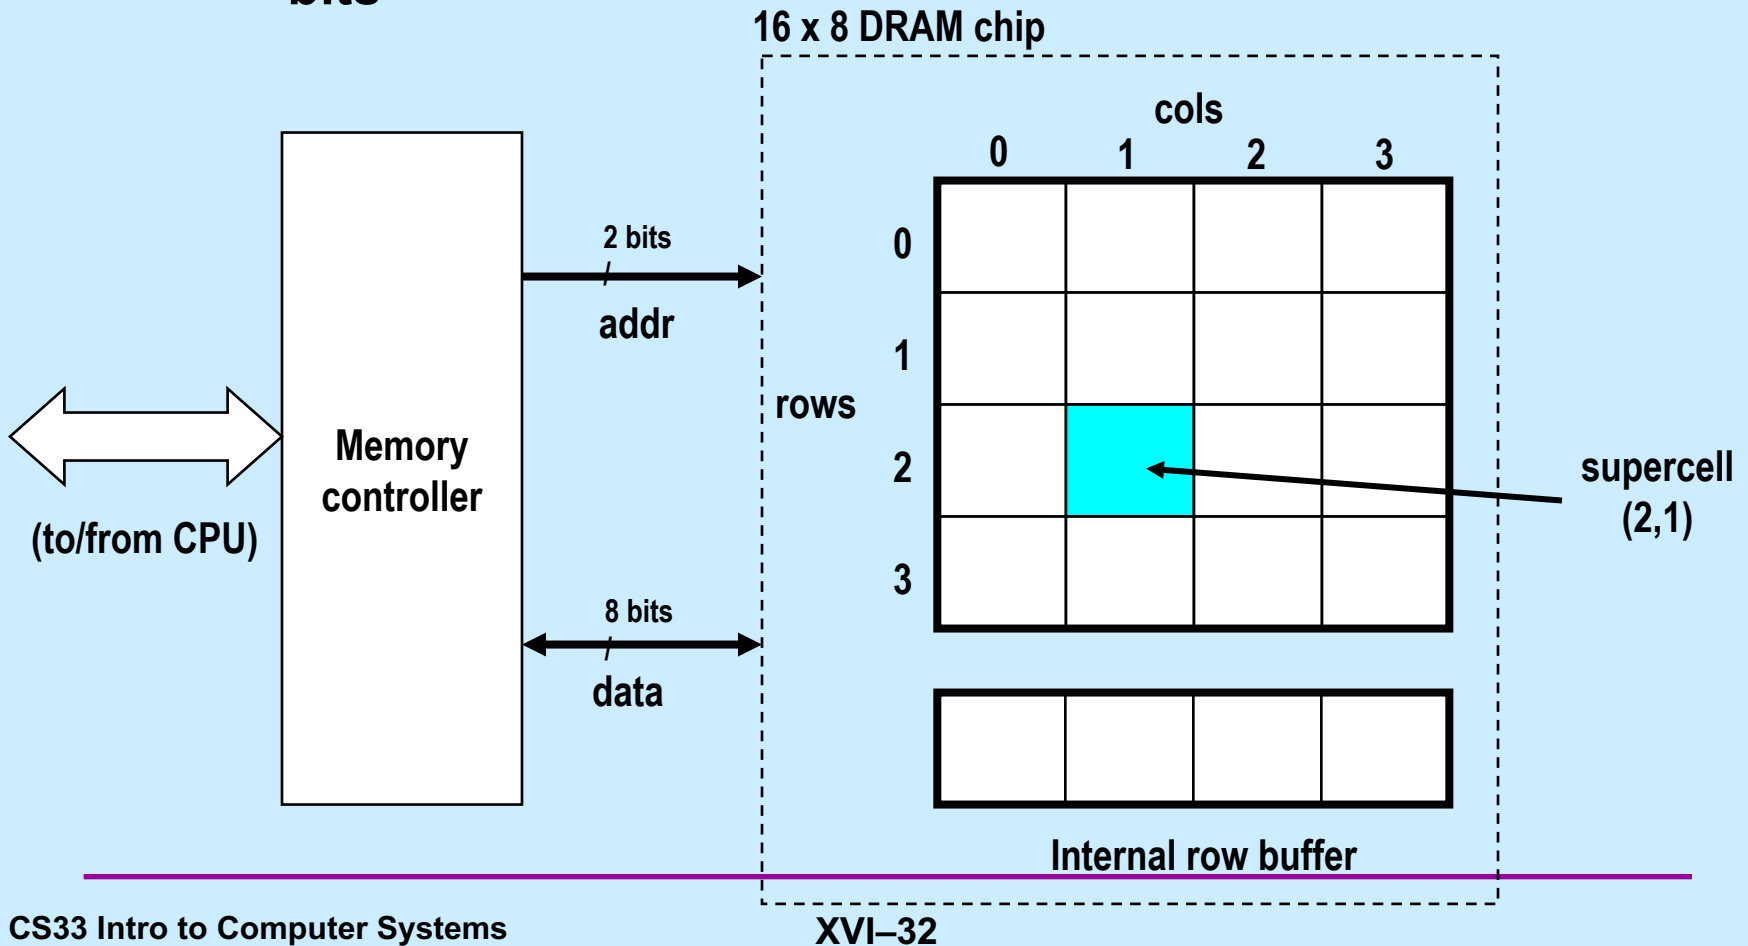 bits
16 x 8 DRAM chip
cols
0 1 2 3
2 bits
addr
0
1
rows
2
3
Memory
controller
(to/from CPU)
supercell
(2,1)
8 bits
data
Internal row buffer
CS33 Intro to Computer Systems
XVI–32